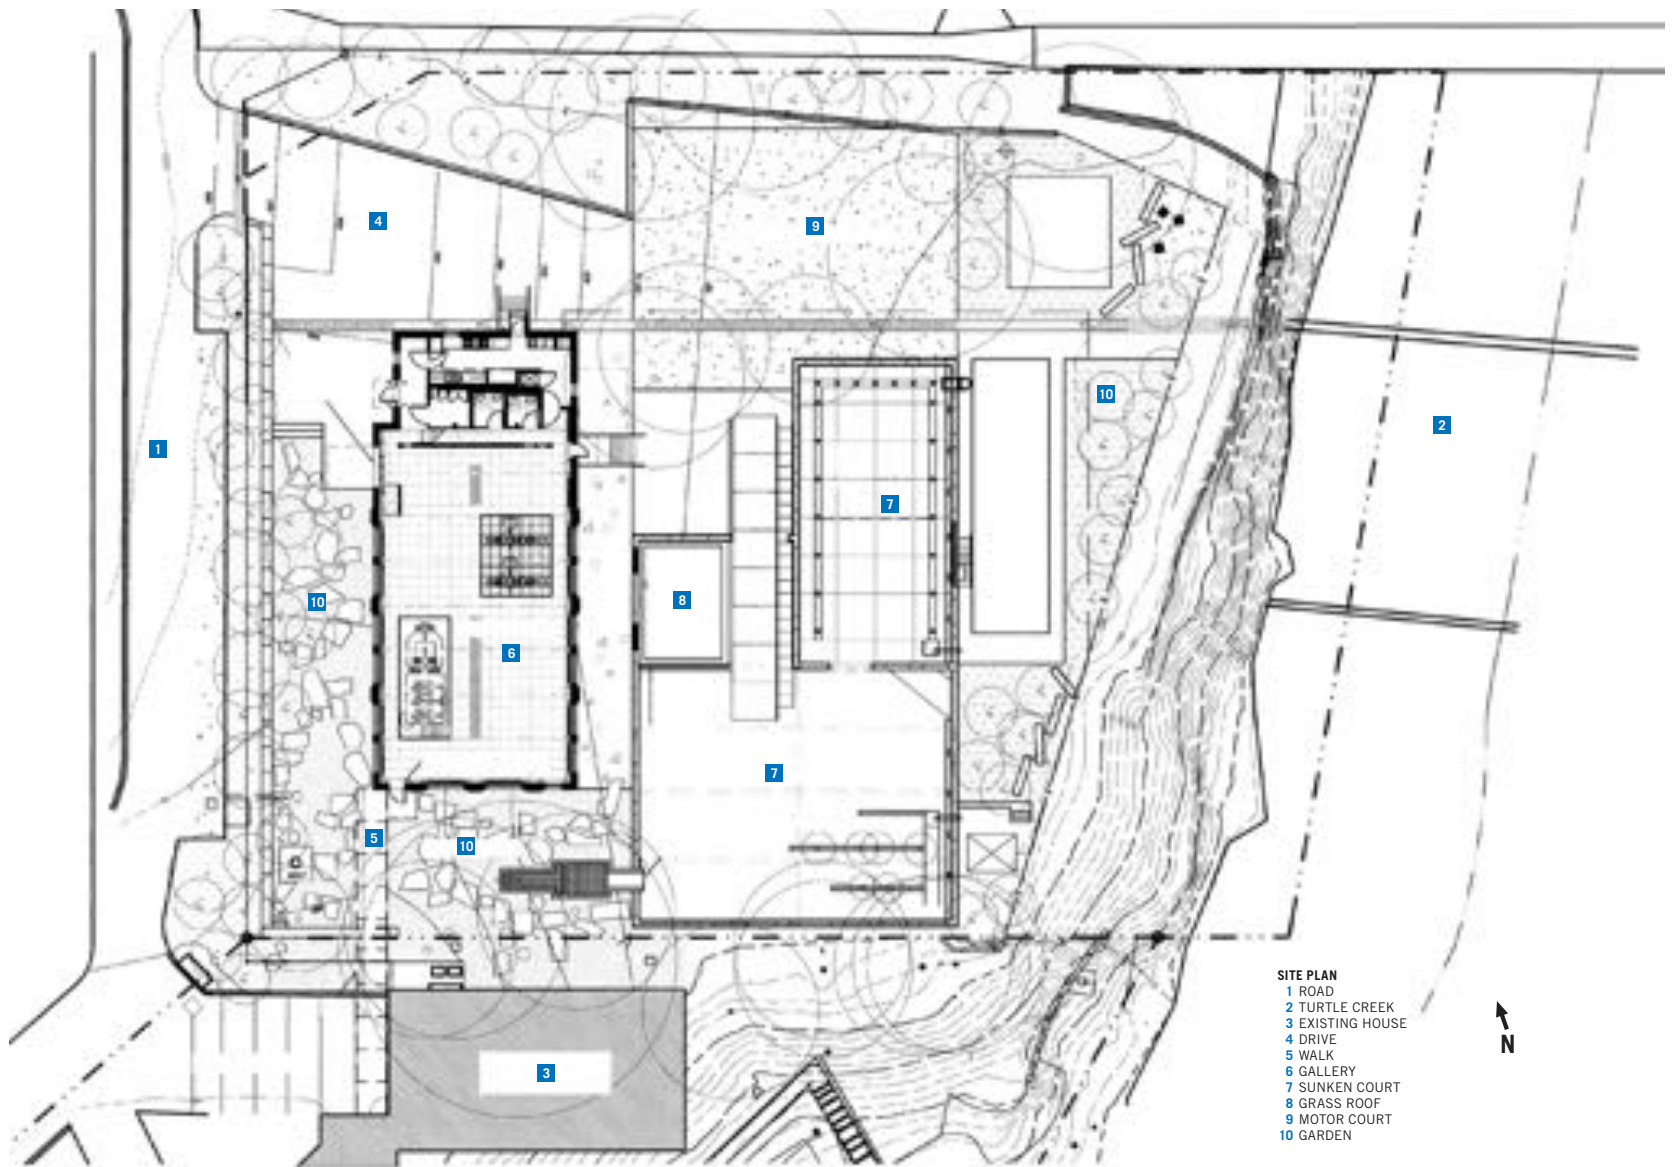 4
9
10
1
2
7
10
8
6
7
5
10
3
SITE PLAN
1 ROAD
2 TURTLE CREEK
3 EXISTING HOUSE
4 DRIVE
5 WALK
6 GALLERY
7 SUNKEN COURT
8 GRASS ROOF
9 MOTOR COURT
10 GARDEN
N